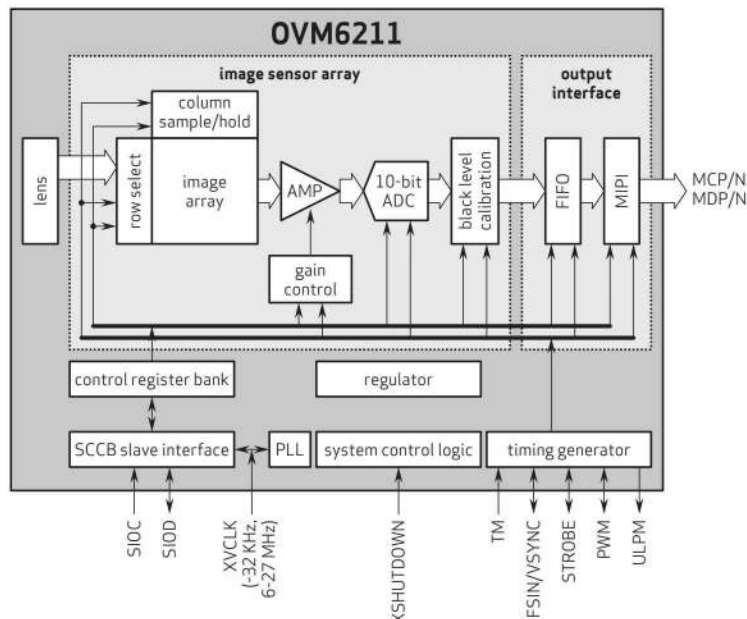 OVM6211
image sensor array
output
interface
column
sample/hold
lens
row select
image
array
AMP
10-bit
ADC
black level
calibration
FIFO
MIPI
MCP/N
MDP/N
gain
control
control register bank
regulator
SCCB slave interface
PLL
system control logic
timing generator
SIOC
SIOD
XVCLK
(-32 KHz,
6-27 MHz)
XSHUTDOWN
TM
FSIN/VSYNC
STROBE
PWM
ULPM